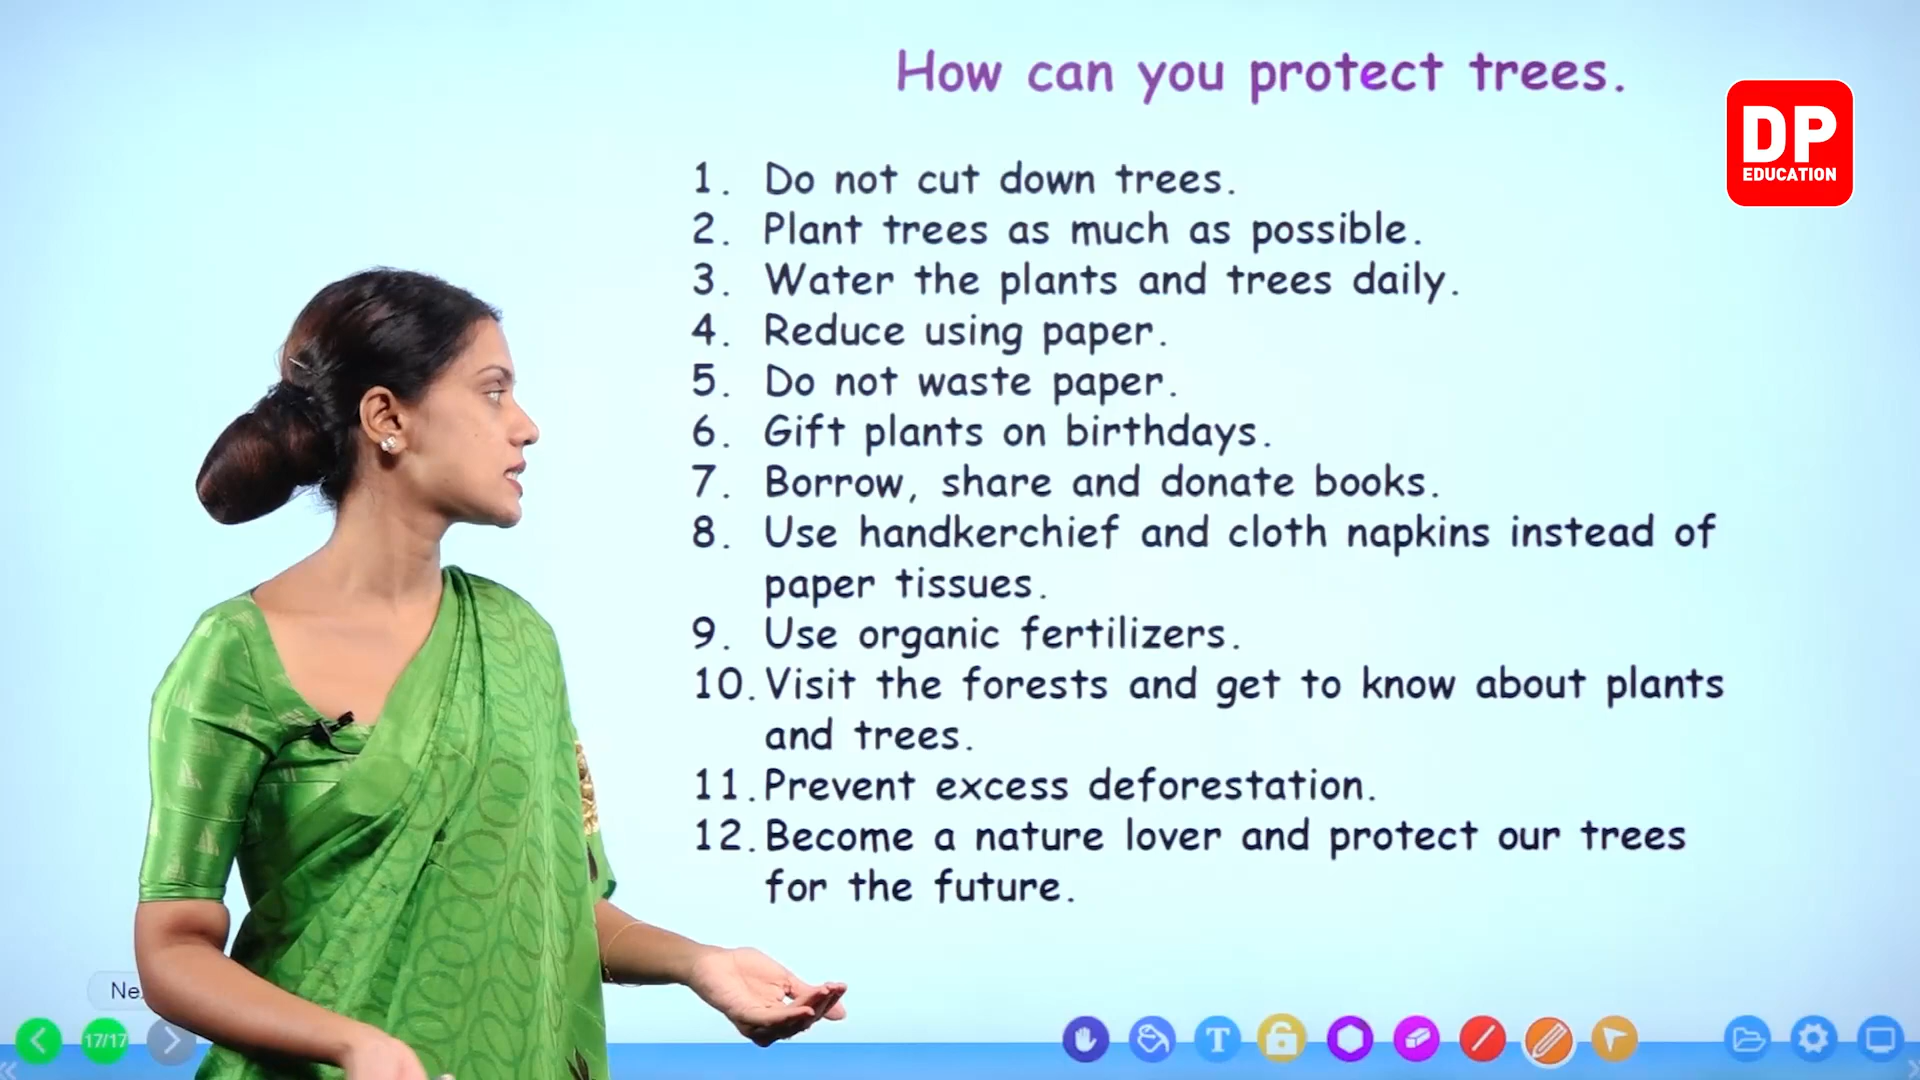 How can you protect trees.
DP
EDUCATION
1. Do not cut down trees.
2. Plant trees as much as possible.
3. Water the plants and trees daily.
4. Reduce using paper.
5. Do not waste paper.
6. Gift plants on birthdays.
7. Borrow, share and donate books.
8. Use handkerchief and cloth napkins instead of
paper tissues.
9. Use organic fertilizers.
10. Visit the forests and get to know about plants
and trees.
11. Prevent excess deforestation.
12. Become a nature lover and protect our trees
for the future.
17/17
T